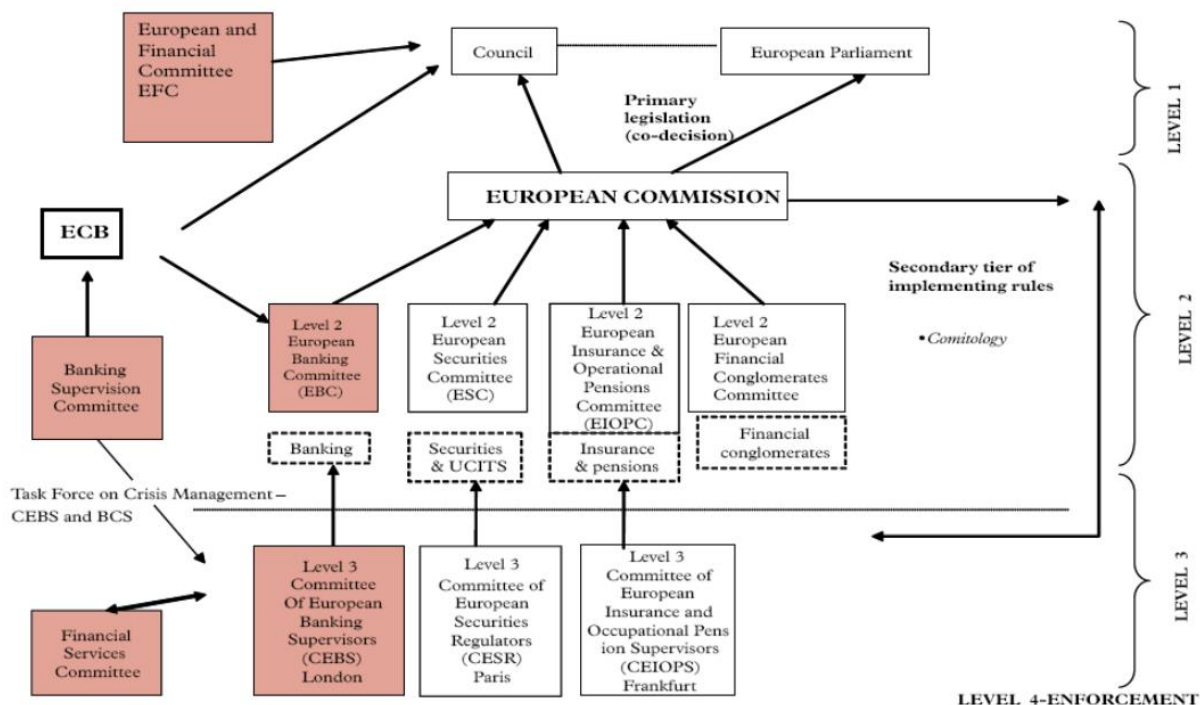 European and
Financial
Committee
EFC
Council
European Parliament
Primary
legislation
(co-decision)
LEVEL 1
EUROPEAN COMMISSION
ECB
Secondary tier of
implementing rules
• Comitology
LEVEL 2
Banking
Supervision
Committee
Level 2
European
Banking
Committee
(EBC)
Level 2
European
Securities
Committee
(ESC)
Level 2
European
Insurance &
Operational
Pensions
Committee
(EIOPC)
Level 2
European
Financial
Conglomerates
Committee
Banking
Securities
& UCITS
Insurance
& pensions
Financial
conglomerates
Task Force on Crisis Management –
CEBS and BCS
Level 3
Committee
Of European
Banking
Supervisors
(CEBS)
London
Level 3
Committee of
European
Securities
Regulators
(CESR)
Paris
Level 3
Committee of
European
Insurance and
Occupational Pens
ion Supervisors
(CEIOPS)
Frankfurt
LEVEL 3
Financial
Services
Committee
LEVEL 4-ENFORCEMENT